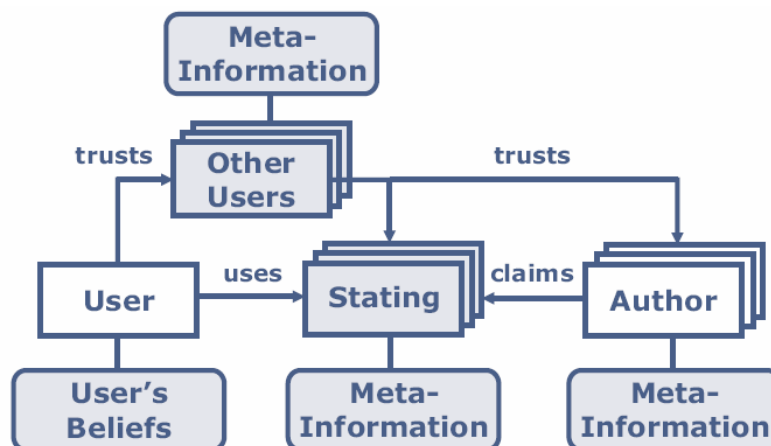 Meta-
Information
trusts
Other
Users
trusts
User
uses
Stating
claims
Author
User's
Beliefs
Meta-
Information
Meta-
Information